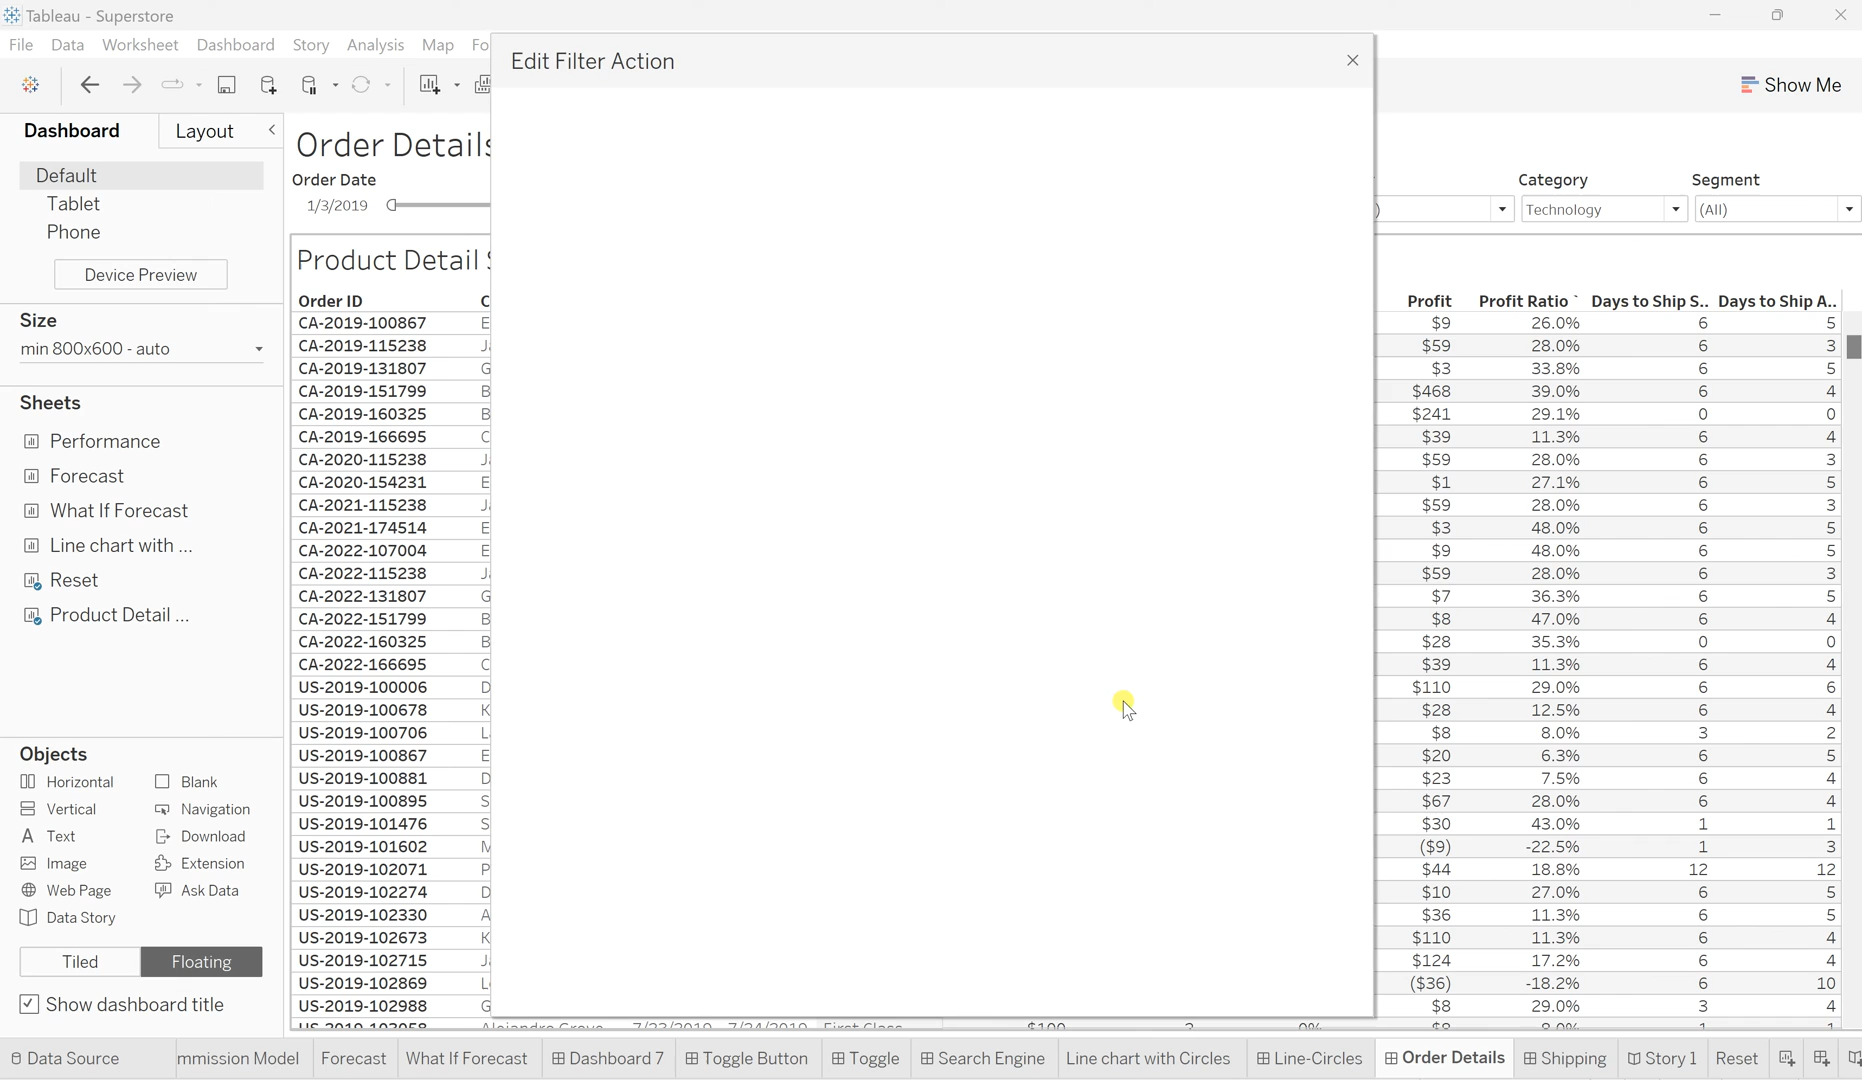 Tableau - Superstore
File Data Worksheet Dashboard Story Analysis Map Fo
Edit Filter Action
Show Me
Dashboard Layout
Default
Tablet
Phone
Device Preview
Size
min 800x600 - auto
Sheets
Performance
Forecast
What If Forecast
Line chart with ...
Reset
Product Detail ...
Objects
Horizontal Blank
Vertical Navigation
Text Download
Image Extension
Web Page Ask Data
Data Story
Tiled Floating
Show dashboard title
Order Details
Order Date
1/3/2019
Category Segment
Technology (All)
Product Detail S
Order ID C Profit Profit Ratio ` Days to Ship S.. Days to Ship A..
CA-2019-100867 E $9 26.0% 6 5
CA-2019-115238 Ja $59 28.0% 6 3
CA-2019-131807 G $3 33.8% 6 5
CA-2019-151799 B $468 39.0% 6 4
CA-2019-160325 B $241 29.1% 0 0
CA-2019-166695 C $39 11.3% 6 4
CA-2020-115238 Ja $59 28.0% 6 3
CA-2020-154231 E $1 27.1% 6 5
CA-2021-115238 Ja $59 28.0% 6 3
CA-2021-174514 E $3 48.0% 6 5
CA-2022-107004 E $9 48.0% 6 5
CA-2022-115238 Ja $59 28.0% 6 3
CA-2022-131807 G $7 36.3% 6 5
CA-2022-151799 B $8 47.0% 6 4
CA-2022-160325 B $28 35.3% 0 0
CA-2022-166695 C $39 11.3% 6 4
US-2019-100006 D $110 29.0% 6 6
US-2019-100678 K $28 12.5% 6 4
US-2019-100706 L $8 8.0% 3 2
US-2019-100867 E $20 6.3% 6 5
US-2019-100881 D $23 7.5% 6 4
US-2019-100895 S $67 28.0% 6 4
US-2019-101476 S $30 43.0% 1 1
US-2019-101602 M ($9) -22.5% 1 3
US-2019-102071 P $44 18.8% 12 12
US-2019-102274 D $10 27.0% 6 5
US-2019-102330 A $36 11.3% 6 5
US-2019-102673 K $110 11.3% 6 4
US-2019-102715 Ja $124 17.2% 6 4
US-2019-102869 L ($36) -18.2% 6 10
US-2019-102988 G $8 29.0% 3 4
Data Source mmission Model Forecast What If Forecast Dashboard 7 Toggle Button Toggle Search Engine Line chart with Circles Line-Circles Order Details Shipping Story 1 Reset